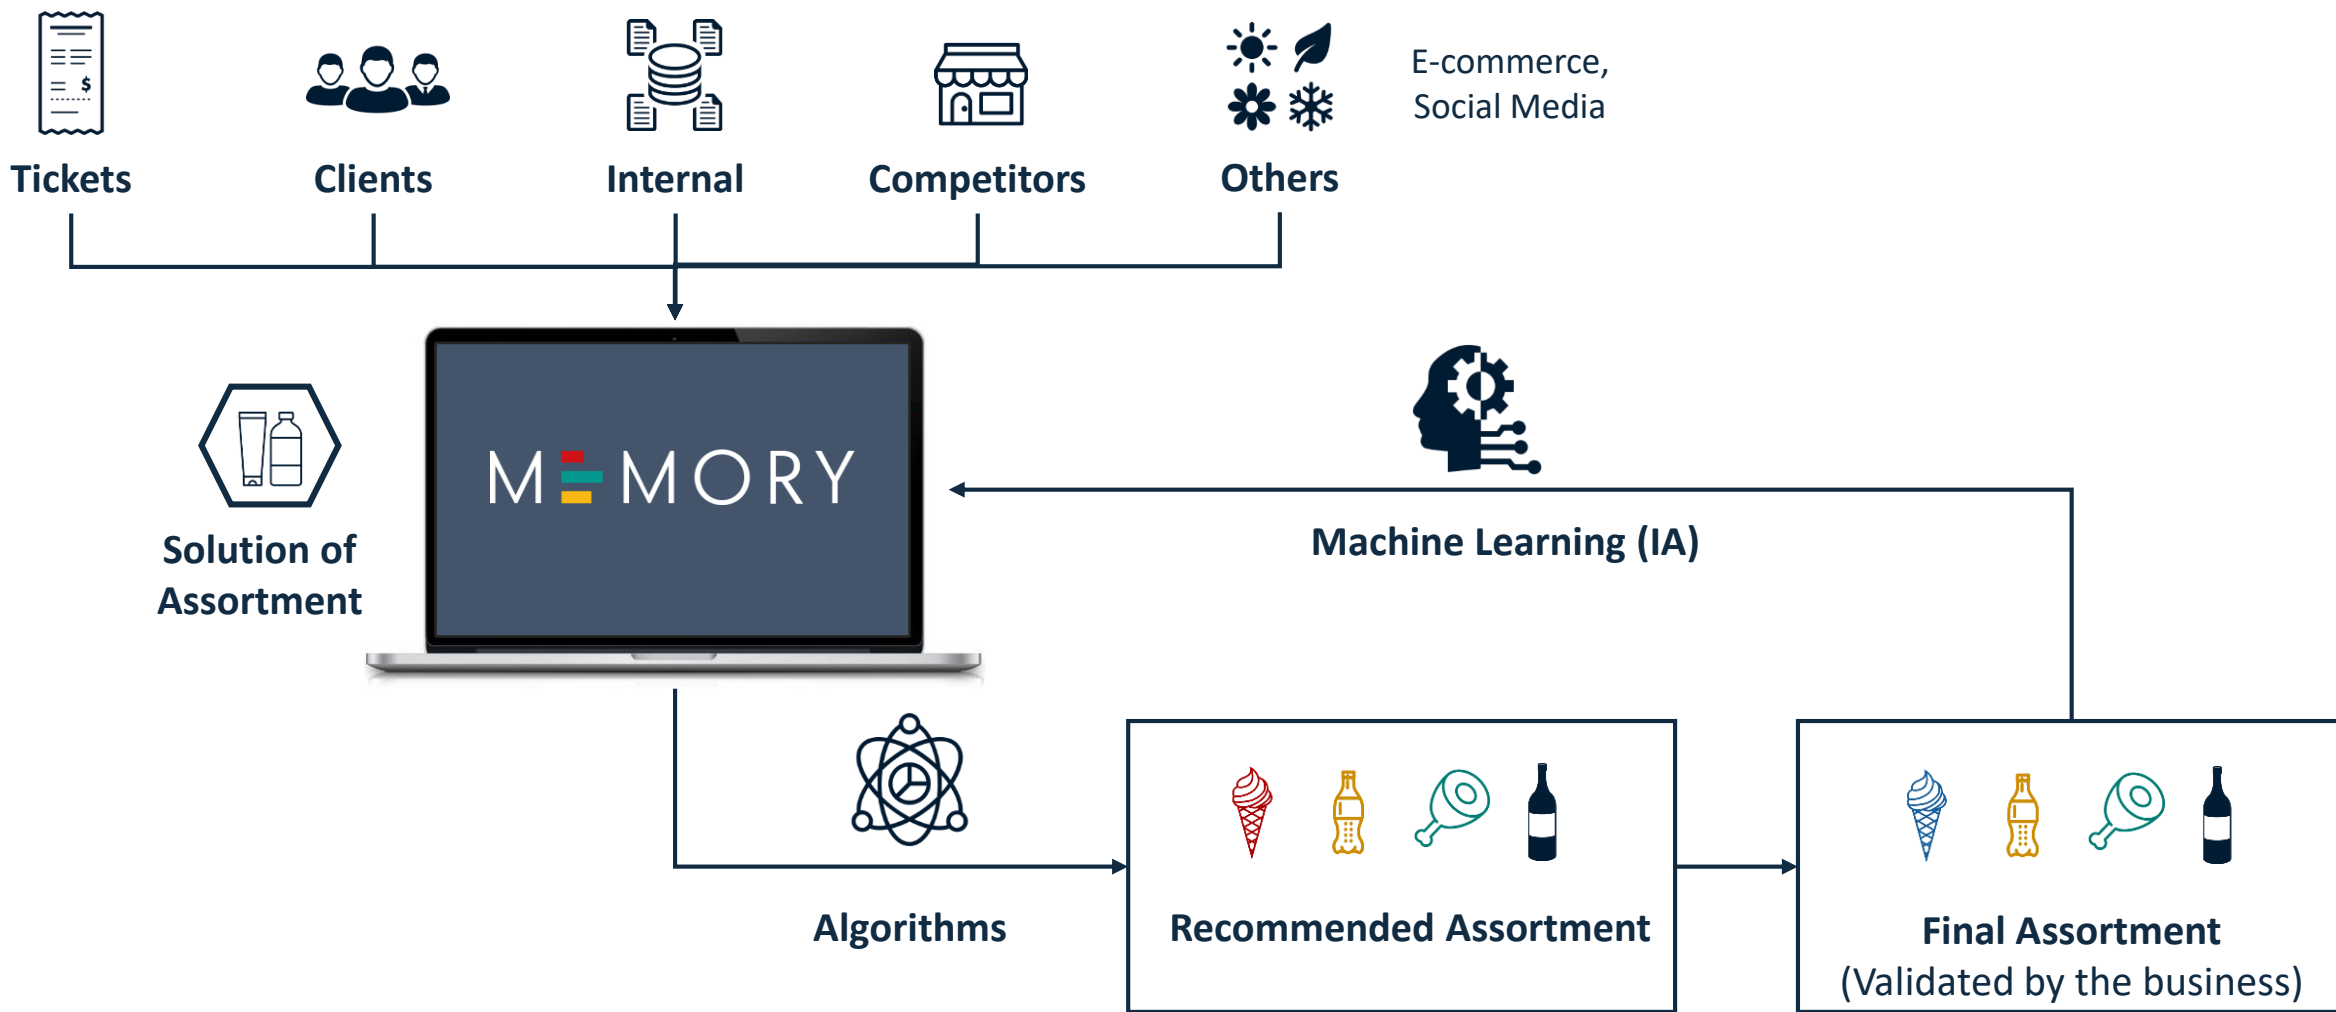 $
E-commerce,
Social Media
Tickets
Clients
Internal
Competitors
Others
MEMORY
Solution of
Assortment
Machine Learning (IA)
Algorithms
Recommended Assortment
Final Assortment
(Validated by the business)